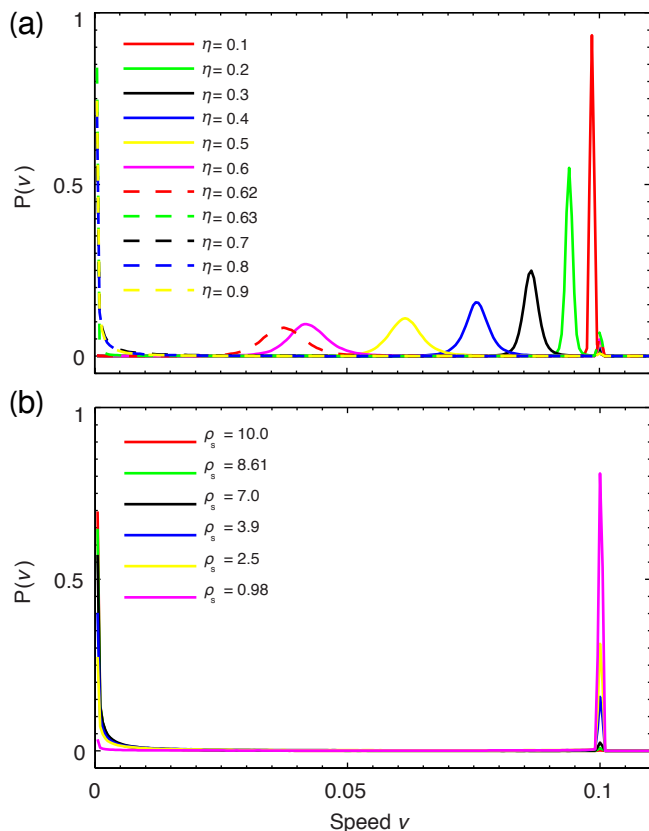 (a)
1
η = 0.1
η = 0.2
η = 0.3
η = 0.4
η = 0.5
η = 0.6
η = 0.62
η = 0.63
η = 0.7
η = 0.8
η = 0.9
P(v)
0.5
0
(b)
1
ρs = 10.0
ρs = 8.61
ρs = 7.0
ρs = 3.9
ρs = 2.5
ρs = 0.98
P(v)
0.5
0
0 0.05 0.1
Speed v